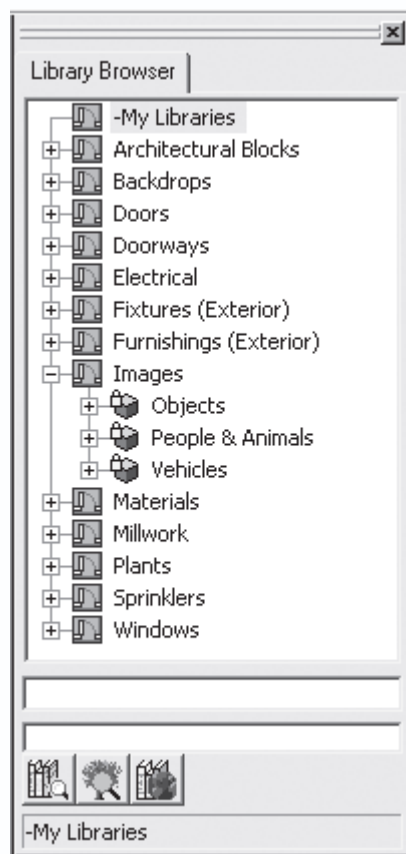 Library Browser
-My Libraries
Architectural Blocks
Backdrops
Doors
Doorways
Electrical
Fixtures (Exterior)
Furnishings (Exterior)
Images
Objects
People & Animals
Vehicles
Materials
Millwork
Plants
Sprinklers
Windows
-My Libraries